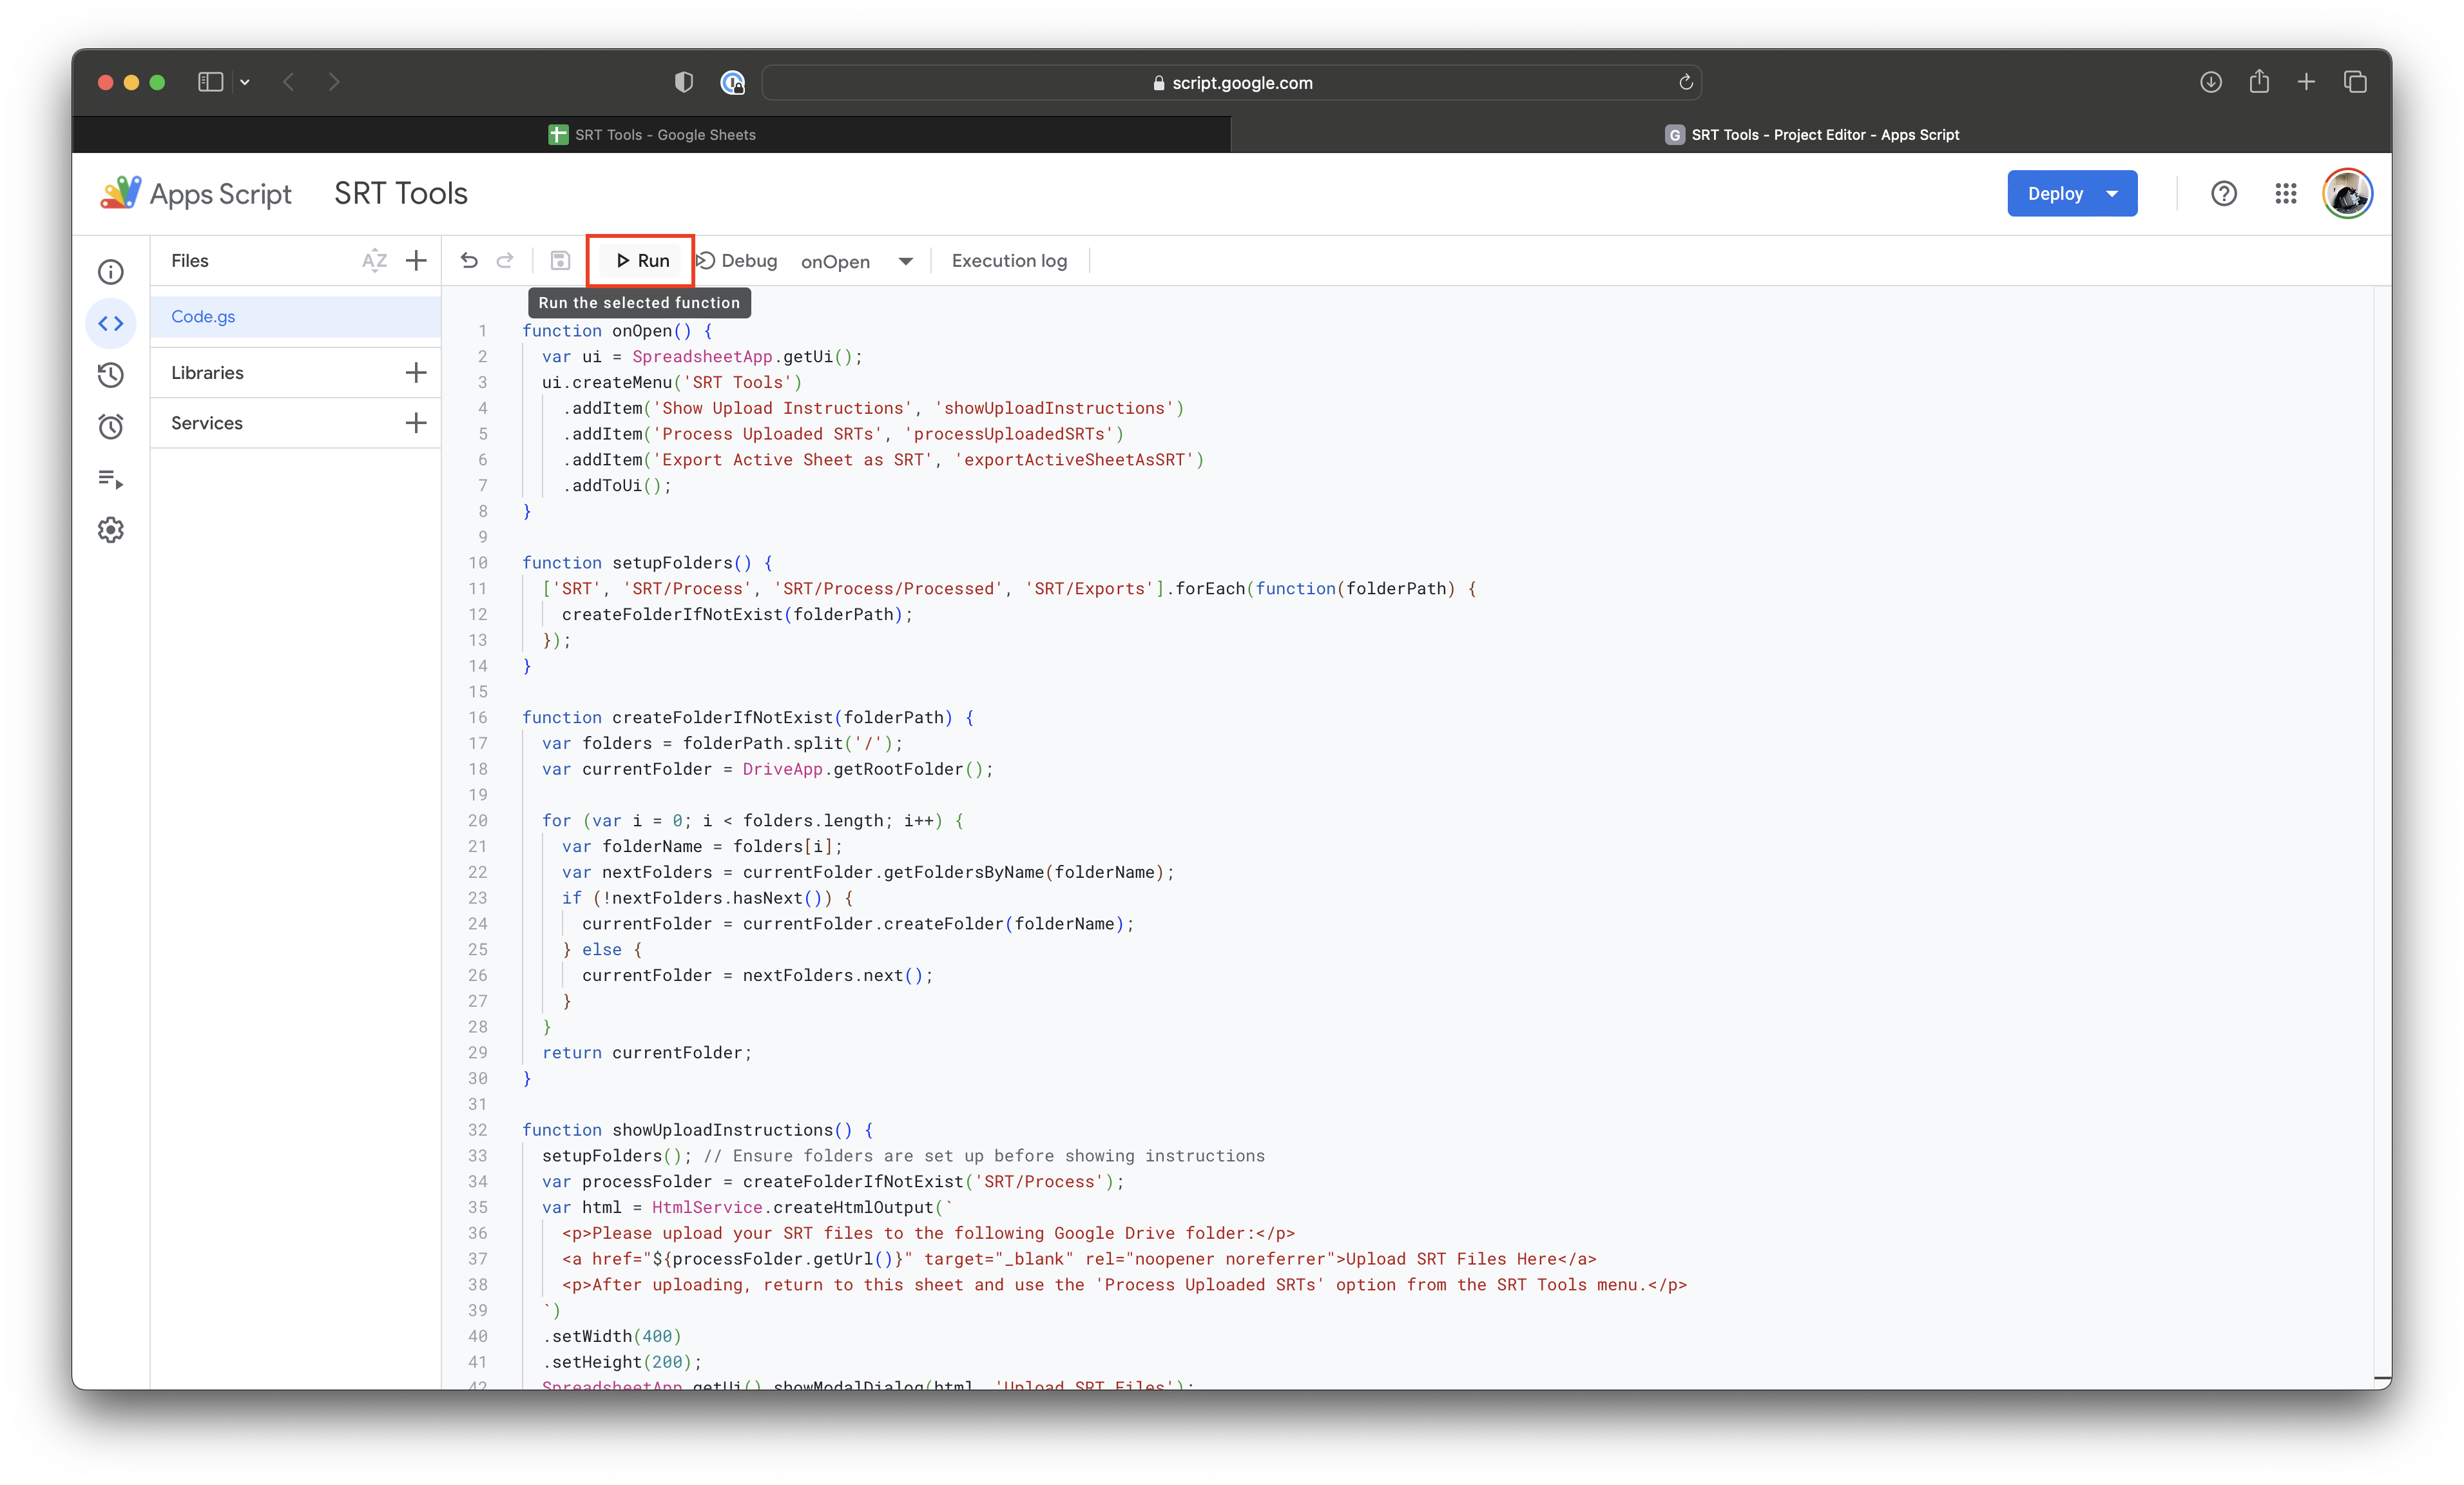 script.google.com
SRT Tools - Google Sheets
G SRT Tools - Project Editor - Apps Script
Apps Script SRT Tools
Deploy
Files AZ
Run Debug onOpen Execution log
Run the selected function
Code.gs
Libraries
Services
1 function onOpen() {
2 var ui = SpreadsheetApp.getUi();
3 ui.createMenu('SRT Tools')
4 .addItem('Show Upload Instructions', 'showUploadInstructions')
5 .addItem('Process Uploaded SRTs', 'processUploadedSRTs')
6 .addItem('Export Active Sheet as SRT', 'exportActiveSheetAsSRT')
7 .addToUi();
8 }
9
10 function setupFolders() {
11 ['SRT', 'SRT/Process', 'SRT/Process/Processed', 'SRT/Exports'].forEach(function(folderPath) {
12 createFolderIfNotExist(folderPath);
13 });
14 }
15
16 function createFolderIfNotExist(folderPath) {
17 var folders = folderPath.split('/');
18 var currentFolder = DriveApp.getRootFolder();
19
20 for (var i = 0; i < folders.length; i++) {
21 var folderName = folders[i];
22 var nextFolders = currentFolder.getFoldersByName(folderName);
23 if (!nextFolders.hasNext()) {
24 currentFolder = currentFolder.createFolder(folderName);
25 } else {
26 currentFolder = nextFolders.next();
27 }
28 }
29 return currentFolder;
30 }
31
32 function showUploadInstructions() {
33 setupFolders(); // Ensure folders are set up before showing instructions
34 var processFolder = createFolderIfNotExist('SRT/Process');
35 var html = HtmlService.createHtmlOutput(`
36 <p>Please upload your SRT files to the following Google Drive folder:</p>
37 <a href="${processFolder.getUrl()}" target="_blank" rel="noopener noreferrer">Upload SRT Files Here</a>
38 <p>After uploading, return to this sheet and use the 'Process Uploaded SRTs' option from the SRT Tools menu.</p>
39 `)
40 .setWidth(400)
41 .setHeight(200);
42 SpreadsheetApp.getUi().showModalDialog(html, 'Upload SRT Files');